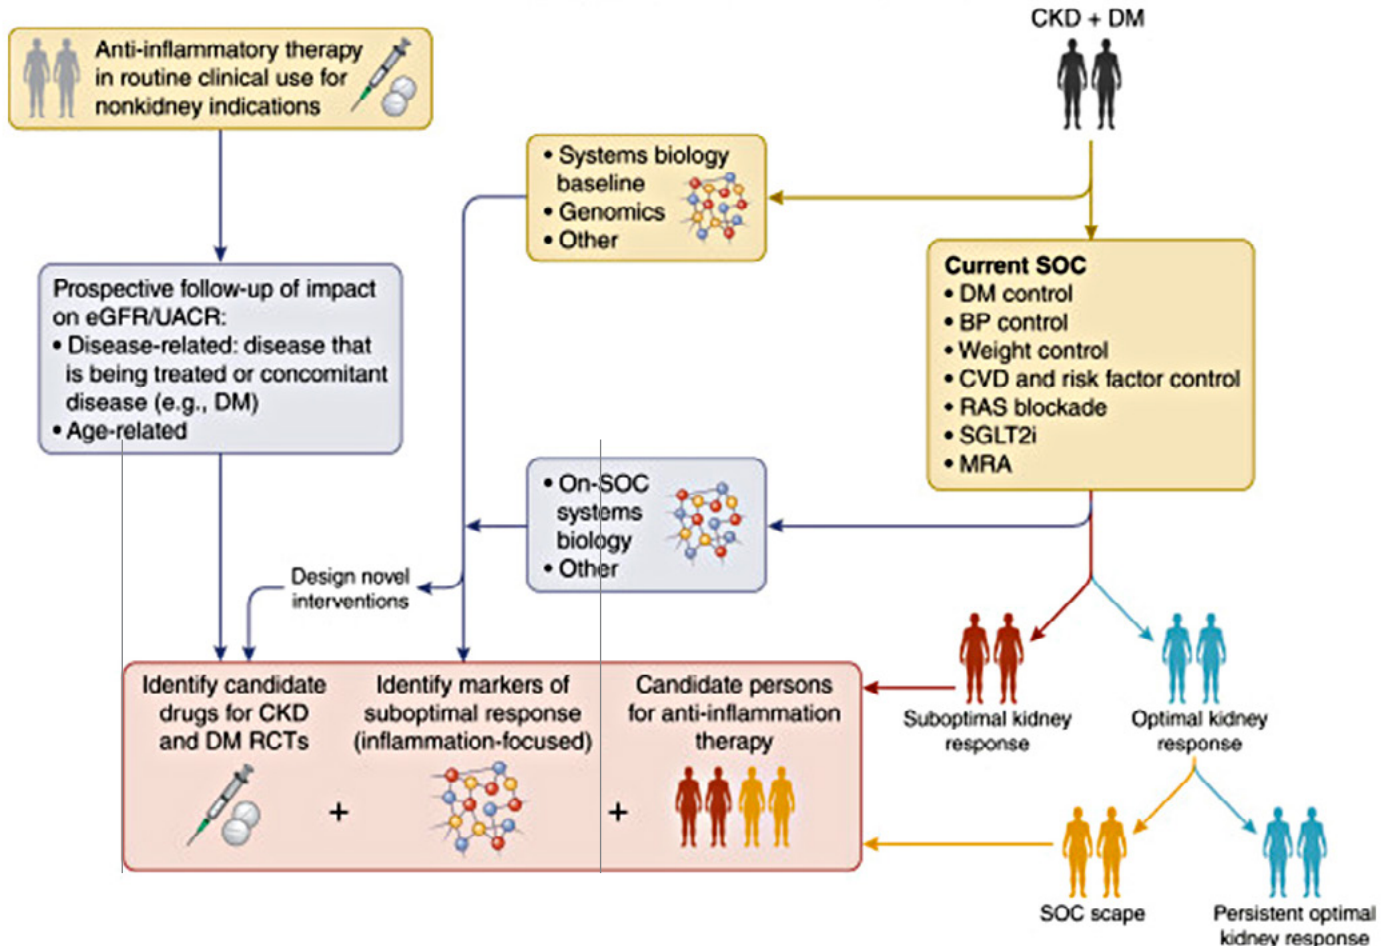 CKD + DM
Anti-inflammatory therapy
in routine clinical use for
nonkidney indications
• Systems biology
baseline
• Genomics
• Other
Current SOC
• DM control
• BP control
• Weight control
• CVD and risk factor control
• RAS blockade
• SGLT2i
• MRA
Prospective follow-up of impact
on eGFR/UACR:
• Disease-related: disease that
is being treated or concomitant
disease (e.g., DM)
• Age-related
• On-SOC
systems
biology
• Other
Design novel
interventions
Identify candidate
drugs for CKD
and DM RCTs
+
Identify markers of
suboptimal response
(inflammation-focused)
+
Candidate persons
for anti-inflammation
therapy
Suboptimal kidney
response
Optimal kidney
response
SOC scape
Persistent optimal
kidney response